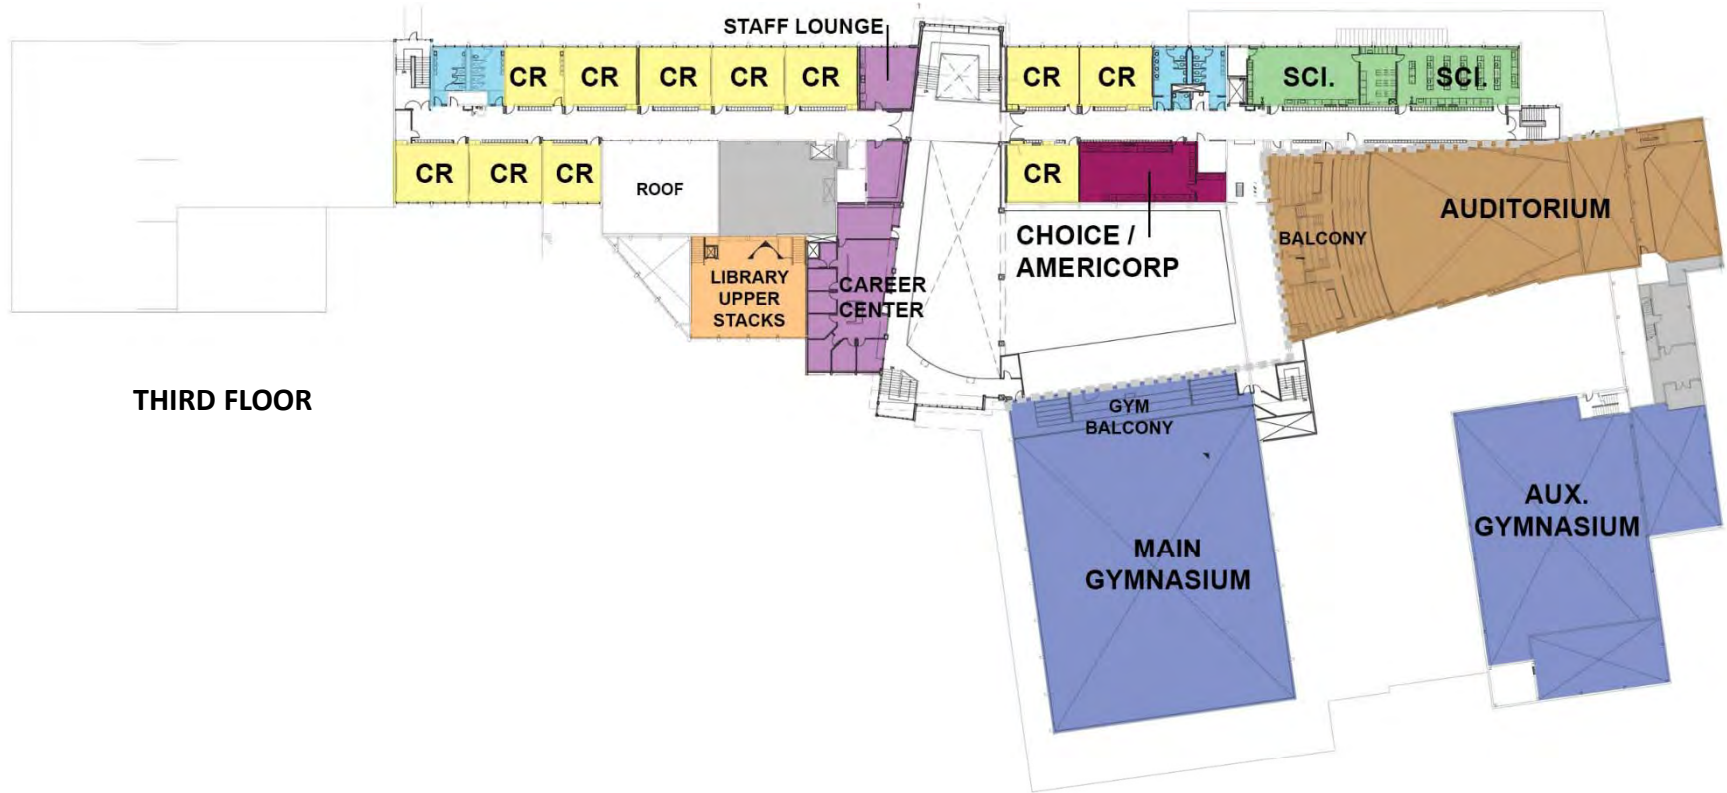 STAFF LOUNGE
CR CR CR CR CR CR CR SCI. SCI.
CR CR CR ROOF CR
CHOICE /
AMERICORP
AUDITORIUM
BALCONY
LIBRARY
UPPER
STACKS
CAREER
CENTER
THIRD FLOOR
GYM
BALCONY
MAIN
GYMNASIUM
AUX.
GYMNASIUM